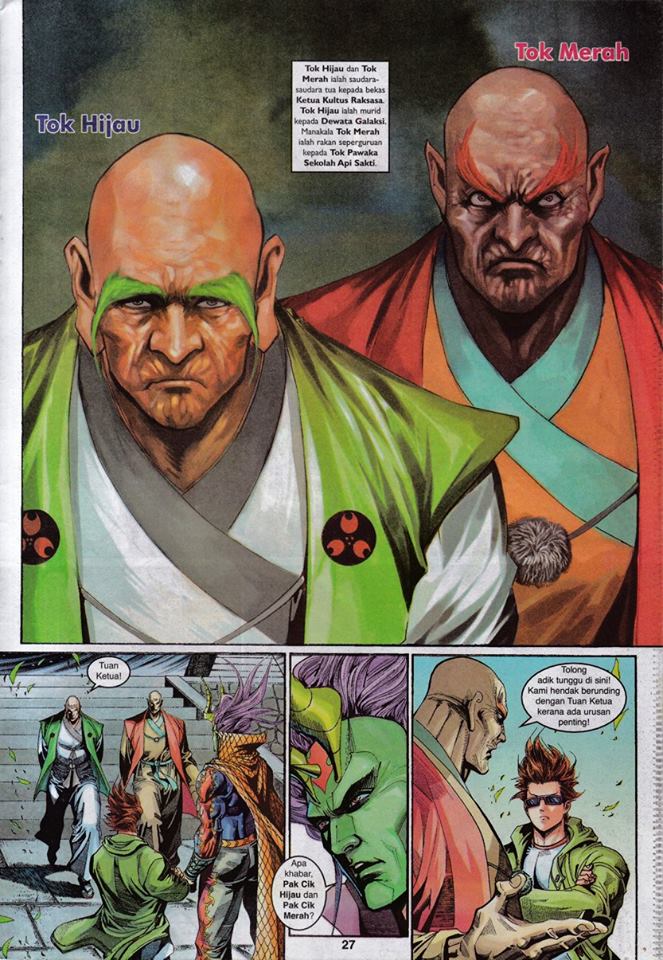 Tok Merah
Tok Hijau
Tok Hijau dan Tok
Merah ialah saudara-
saudara tua kepada bekas
Ketua Kultus Raksasa.
Tok Hijau ialah murid
kepada Dewata Galaksi.
Manakala Tok Merah
ialah rakan seperguruan
kepada Tok Pawaka
Sekolah Api Sakti.
Tuan
Ketua!
Apa
khabar,
Pak Cik
Hijau dan
Pak Cik
Merah?
Tolong
adik tunggu di sini!
Kami hendak berunding
dengan Tuan Ketua
kerana ada urusan
penting!
27